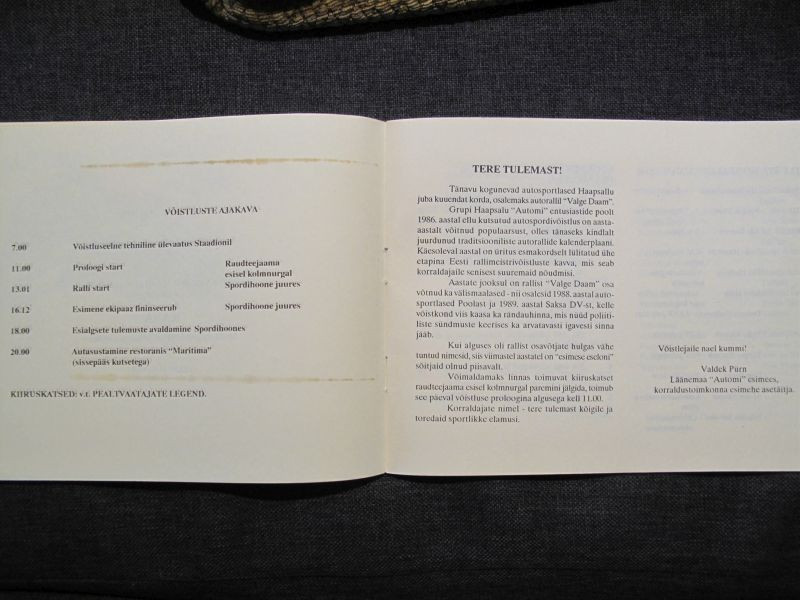 VÕISTLUSTE AJAKAVA
7.00 Võistluseelne tehniline ülevaatus Staadionil
11.00 Proloogi start Raudteejaama
esisel kolmnurgal
13.01 Ralli start Spordihoone juures
16.12 Esimene ekipaaz fininseerub Spordihoone juures
18.00 Esialgsete tulemuste avaldamine Spordihoones
20.00 Autasustamine restoranis "Maritima"
(sissepääs kutsetega)
KIIRUSKATSED: v.t. PEALTVAATAJATE LEGEND.
TERE TULEMAST!
Tänavu kogunevad autosportlased Haapsallu
juba kuuendat korda, osalemaks autorallil "Valge Daam".
Grupi Haapsalu "Automi" entusiastide poolt
1986. aastal ellu kutsutud autospordivõistlus on aasta-
aastalt võitnud populaarsust, olles tänaseks kindlalt
juurdunud traditsiooniliste autorallide kalenderplaani.
Käesoleval aastal on üritus esmakordselt lülitatud ühe
etapina Eesti rallimeistrivõistluste kavva, mis seab
korraldajaile senisest suuremaid nõudmisi.
Aastate jooksul on rallist "Valge Daam" osa
võtnud ka välismaalased - nii osalesid 1988. aastal auto-
sportlased Poolast ja 1989. aastal Saksa DV-st, kelle
võistkond viis kaasa ka rändauhinna, mis nüüd poliiti-
liste sündmuste keerises ka arvatavasti igavesti sinna
jääb.
Kui alguses oli rallist osavõtjate hulgas vähe
tuntud nimesid, siis viimastel aastatel on "esimese eseloni"
sõitjaid olnud piisavalt.
Võimaldamaks linnas toimuvat kiiruskatset
raudteejaama esisel kolmnurgal paremini jälgida, toimub
see päeval võistluse proloogina algusega kell 11.00.
Korraldajate nimel - tere tulemast kõigile ja
toredaid sportlikke elamusi.
Võistlejaile nael kummi!
Valdek Pürn
Läänemaa "Automi" esimees,
korraldustoimkonna esimehe asetäitja.